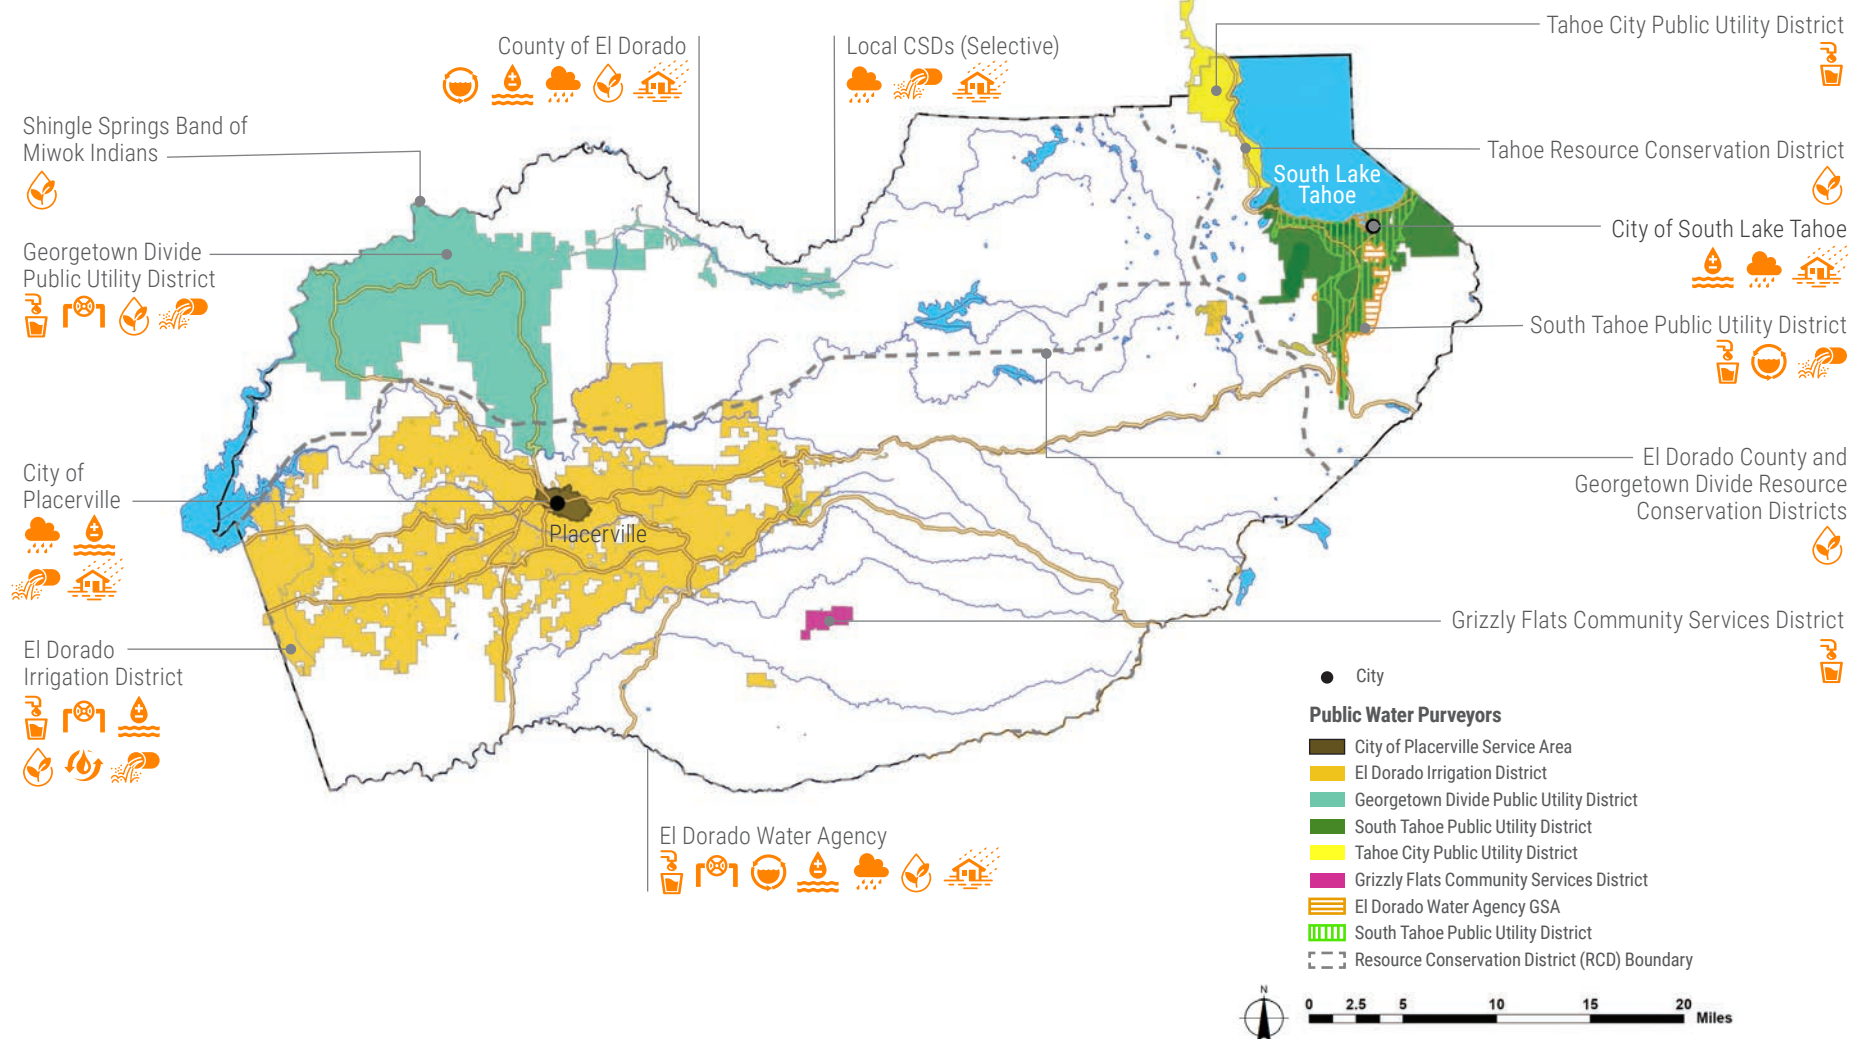 Tahoe City Public Utility District
County of El Dorado
Local CSDs (Selective)
Shingle Springs Band of
Miwok Indians
Tahoe Resource Conservation District
South Lake
Tahoe
City of South Lake Tahoe
Georgetown Divide
Public Utility District
South Tahoe Public Utility District
City of
Placerville
Placerville
El Dorado County and
Georgetown Divide Resource
Conservation Districts
Grizzly Flats Community Services District
El Dorado
Irrigation District
El Dorado Water Agency
City
Public Water Purveyors
City of Placerville Service Area
El Dorado Irrigation District
Georgetown Divide Public Utility District
South Tahoe Public Utility District
Tahoe City Public Utility District
Grizzly Flats Community Services District
El Dorado Water Agency GSA
South Tahoe Public Utility District
Resource Conservation District (RCD) Boundary
N
0 2.5 5 10 15 20
Miles